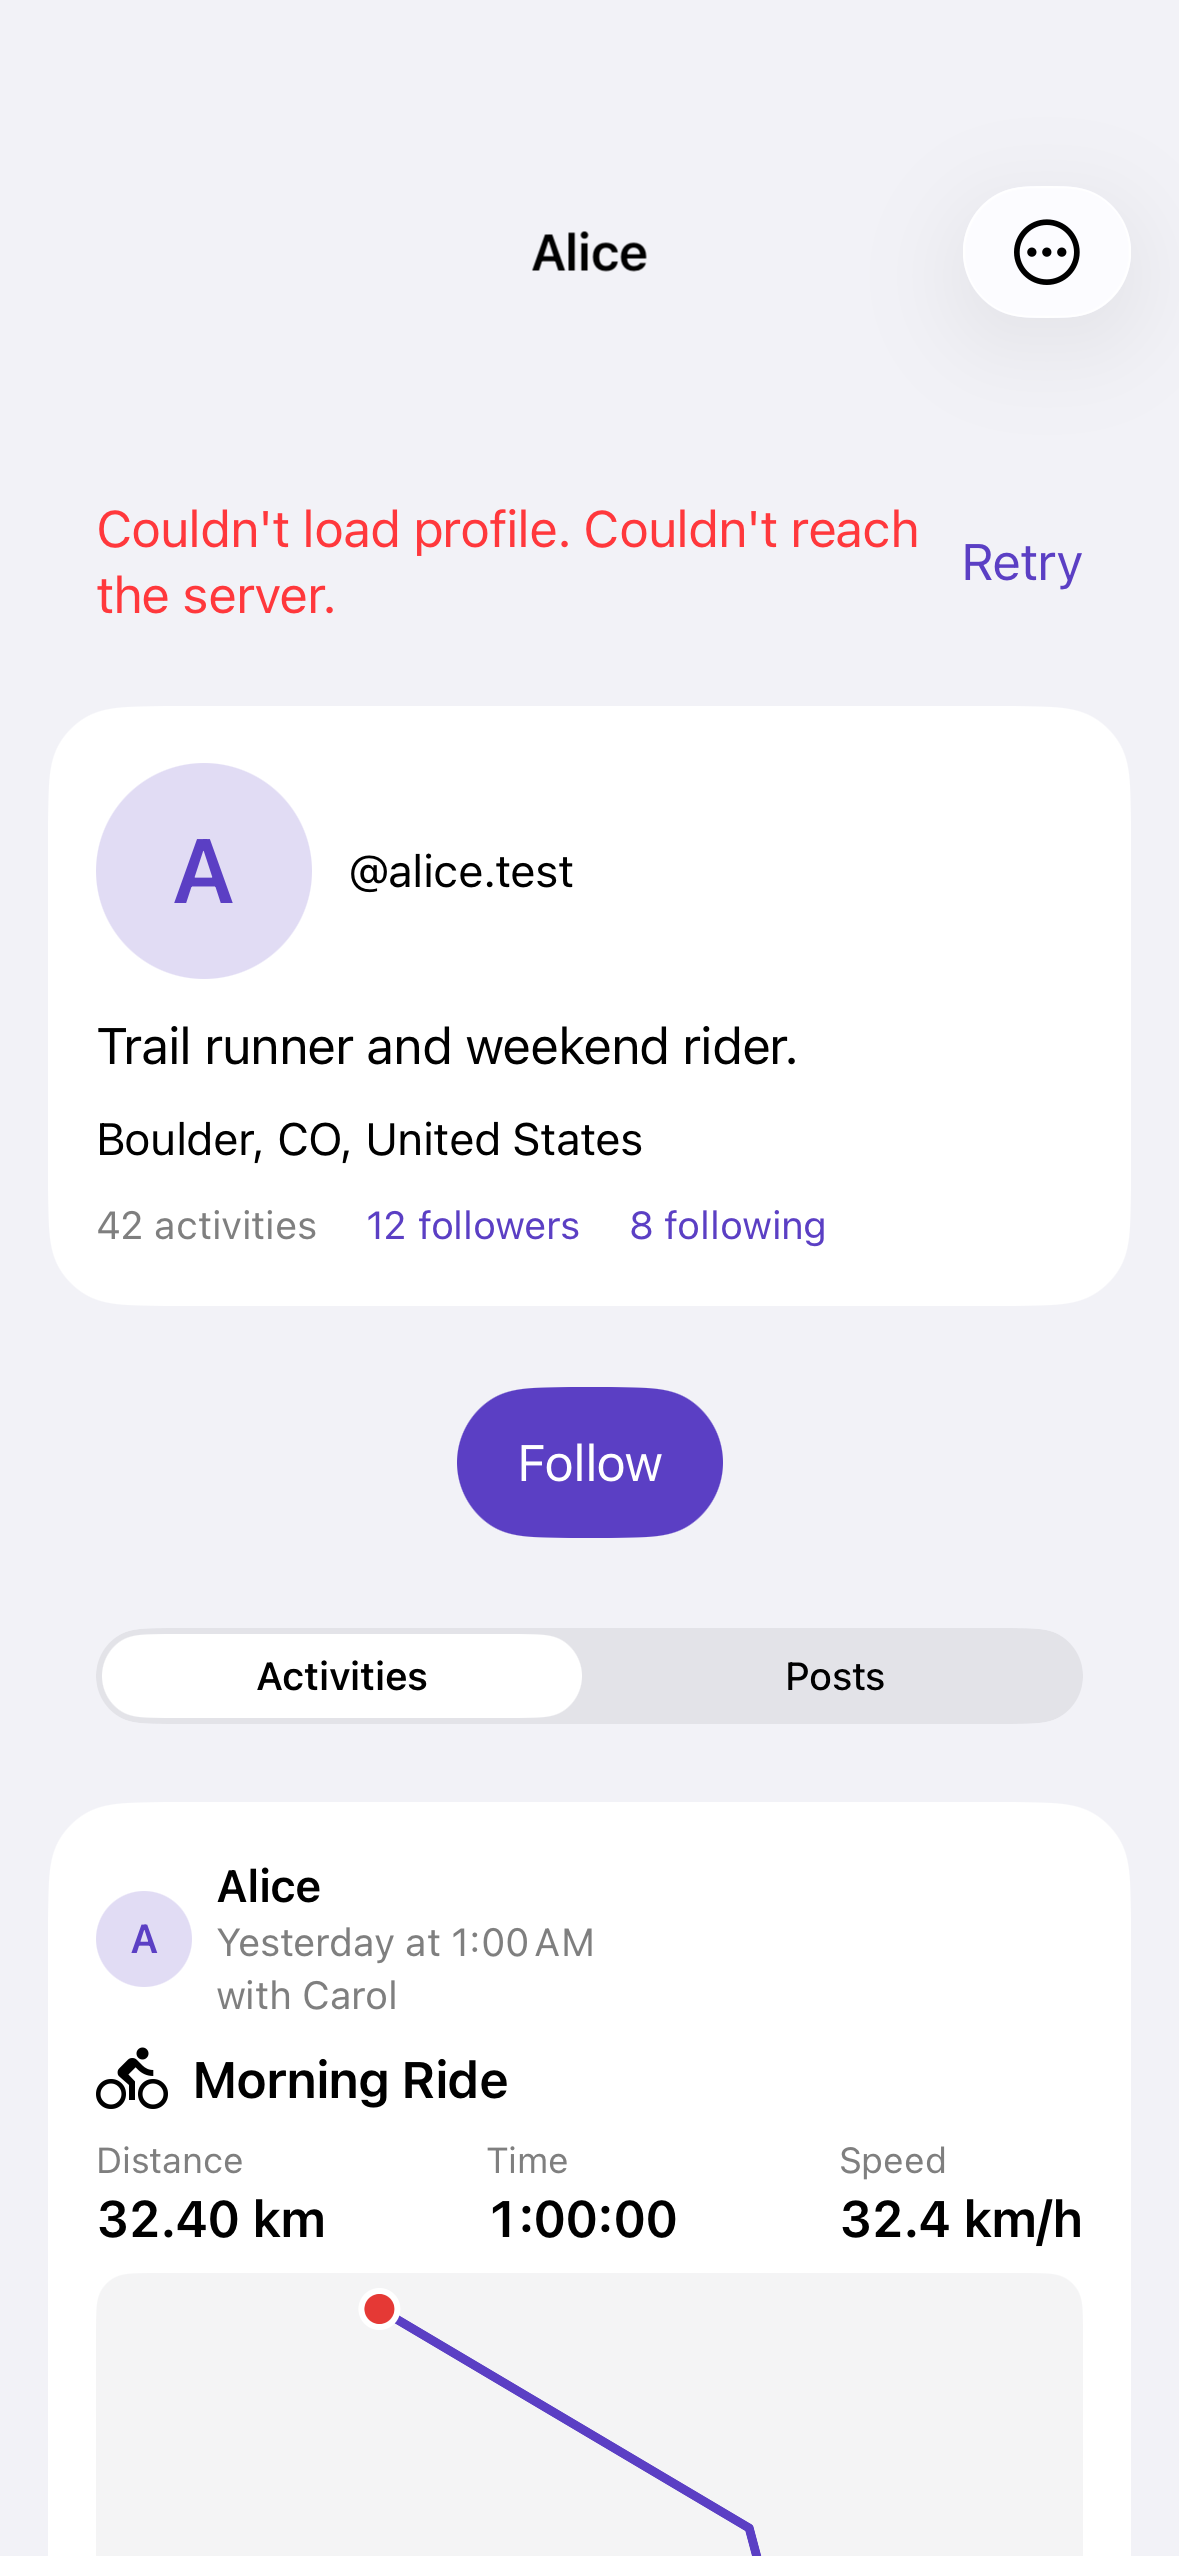 Alice
Couldn't load profile. Couldn't reach
the server.
Retry
A
@alice.test
Trail runner and weekend rider.
Boulder, CO, United States
42 activities 12 followers 8 following
Follow
Activities Posts
A
Alice
Yesterday at 1:00 AM
with Carol
Morning Ride
Distance Time Speed
32.40 km 1:00:00 32.4 km/h